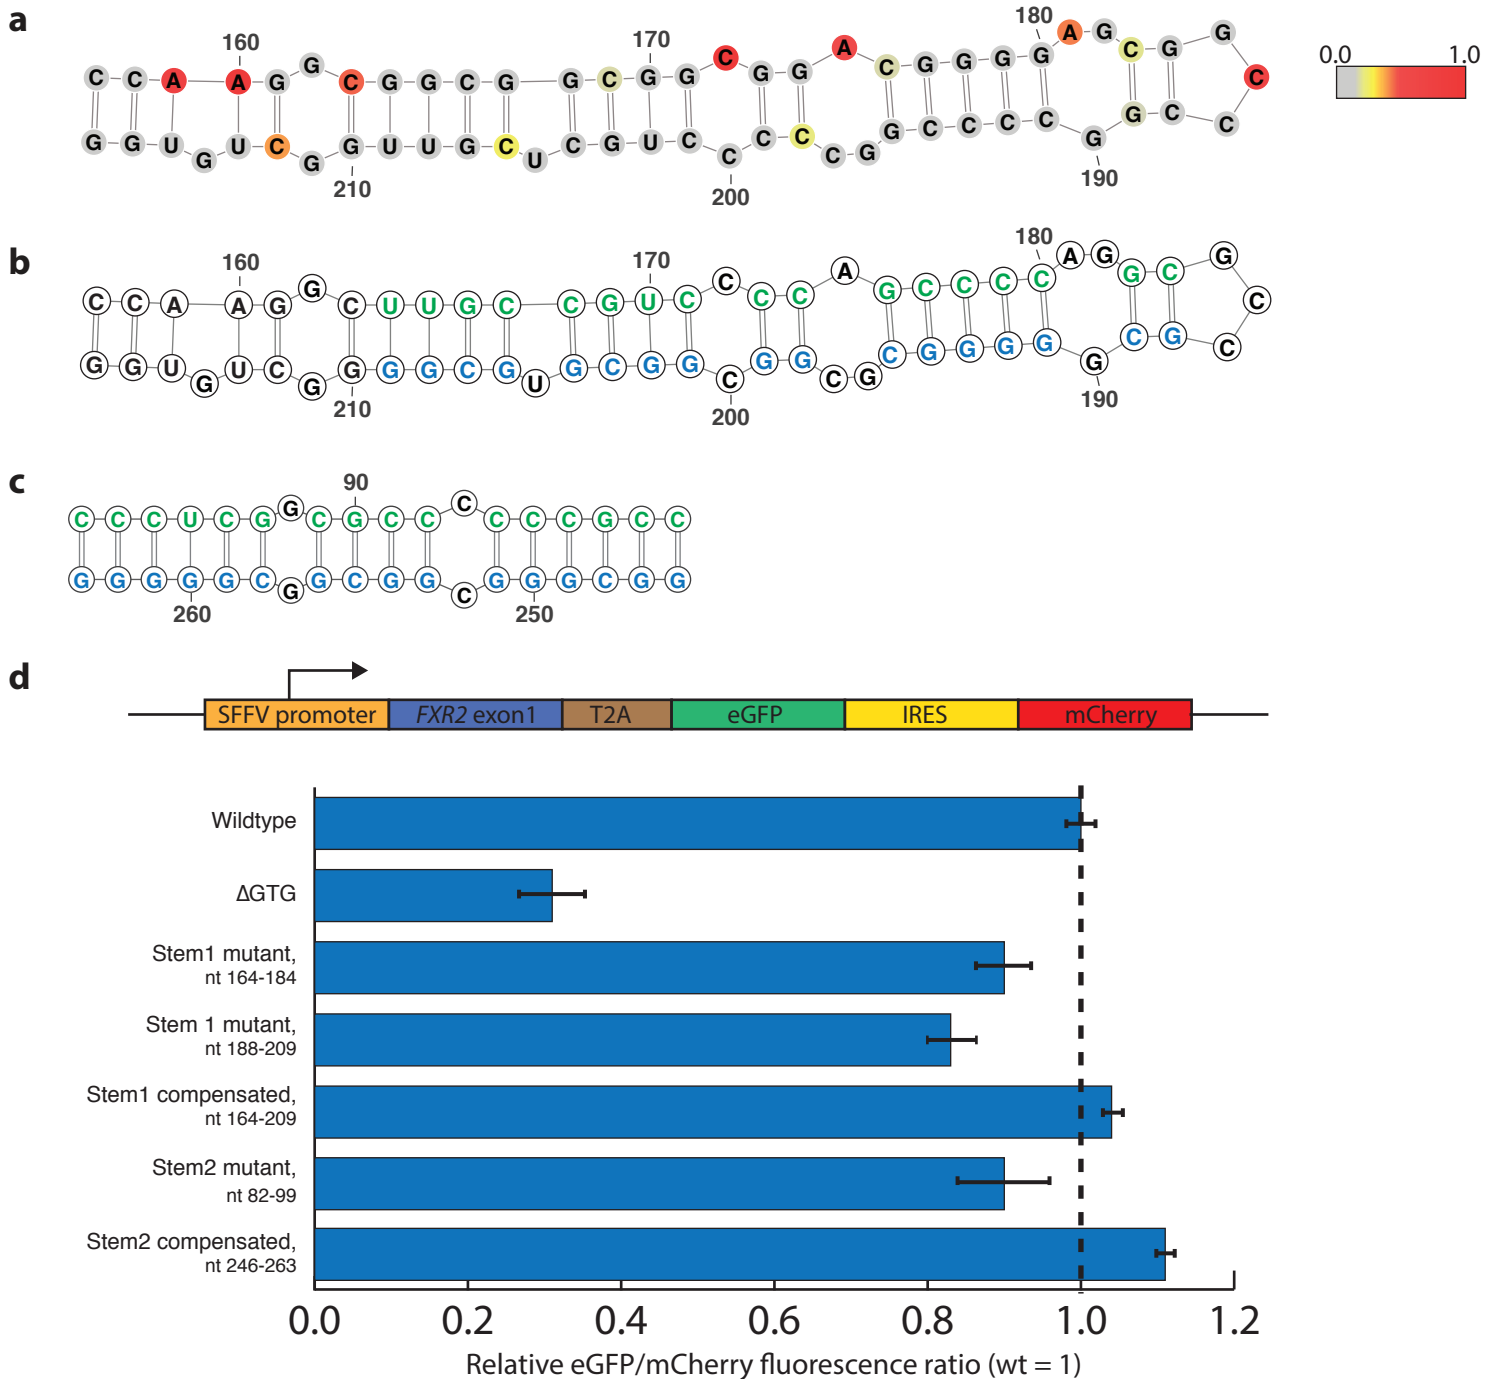 a
160
170
180
C C A A G G C G G C G G C G G C G G A C G G G G A G C G G C
G G U G U C G G G U U G C U C G U C C C C C G G C C C C G G C C
210
200
190
0.0 1.0
b
160
170
180
C C A A G G C U U G C C G U C C C C A G C C C C A G G C G C
G G U G U C G G G G C G U G C G G C G G C G C G G G G G C G C
210
200
190
c
90
C C C U C G G C G C C C C C C G C C
G G G G G C G G C G G C G G G C G G
260
250
d
SFFV promoter FXR2 exon1 T2A eGFP IRES mCherry
Wildtype
ΔGTG
Stem1 mutant,
nt 164-184
Stem 1 mutant,
nt 188-209
Stem1 compensated,
nt 164-209
Stem2 mutant,
nt 82-99
Stem2 compensated,
nt 246-263
0.0 0.2 0.4 0.6 0.8 1.0 1.2
Relative eGFP/mCherry fluorescence ratio (wt = 1)